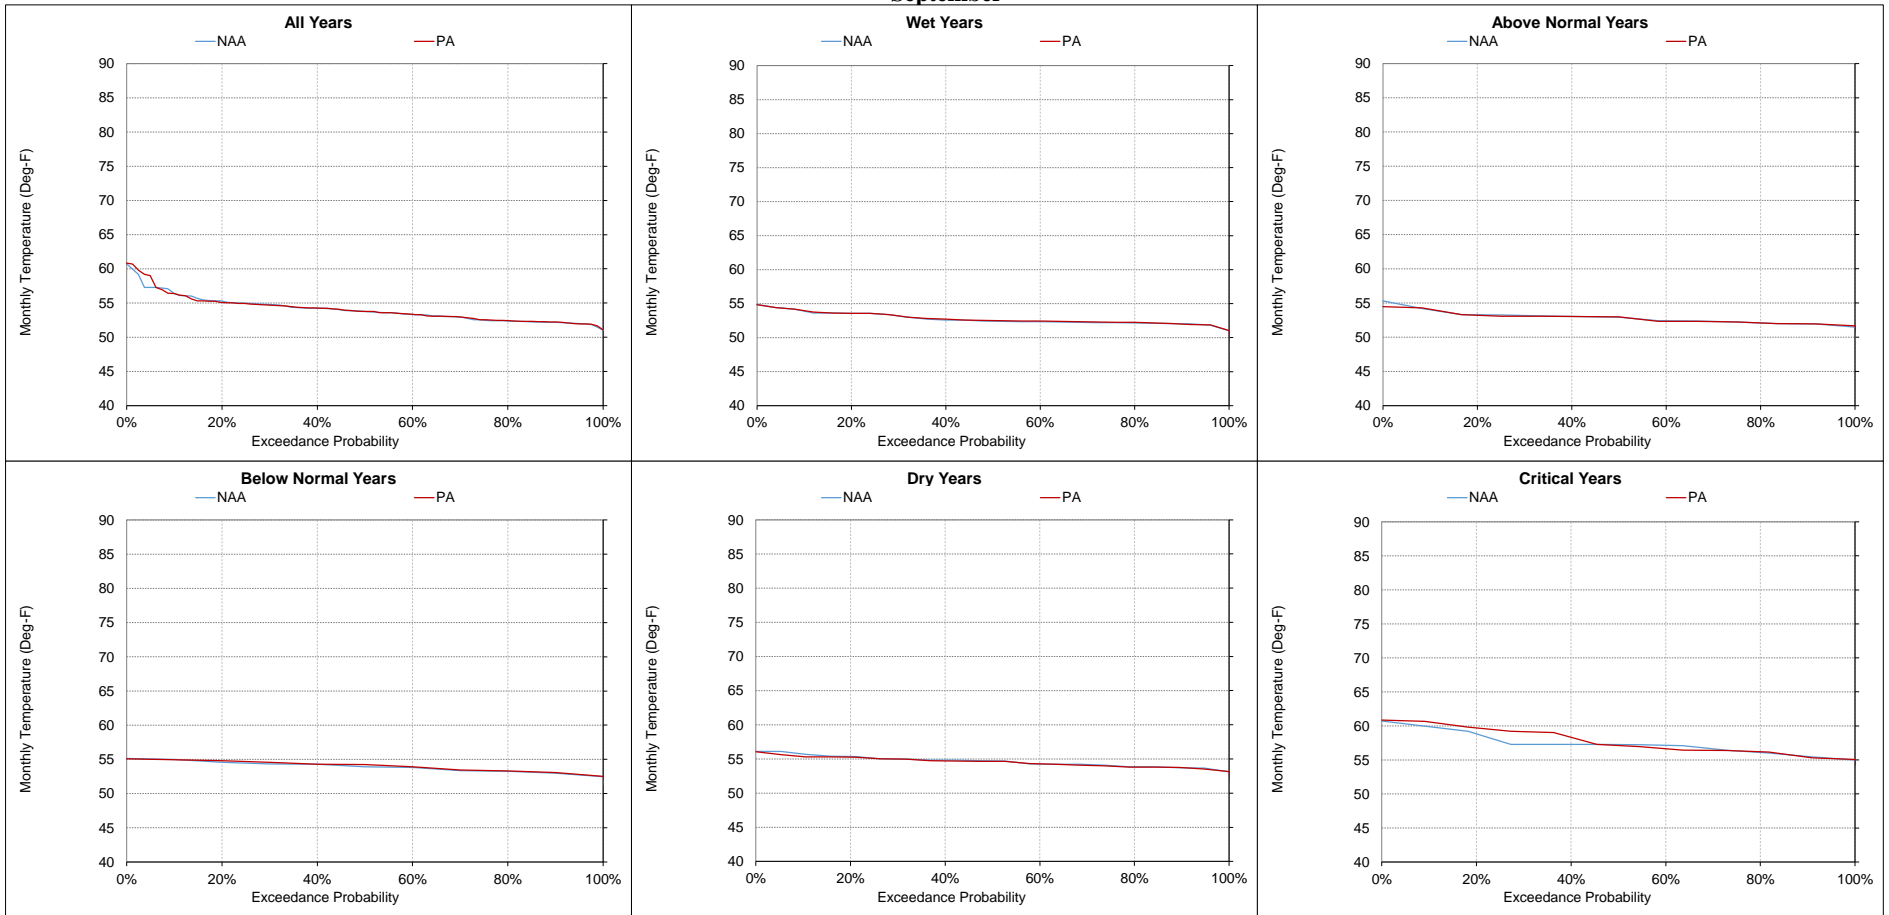 September
All Years
NAA PA
90
85
80
75
70
65
60
55
50
45
40
Monthly Temperature (Deg-F)
0% 20% 40% 60% 80% 100%
Exceedance Probability
Wet Years
NAA PA
90
85
80
75
70
65
60
55
50
45
40
Monthly Temperature (Deg-F)
0% 20% 40% 60% 80% 100%
Exceedance Probability
Above Normal Years
NAA PA
90
85
80
75
70
65
60
55
50
45
40
Monthly Temperature (Deg-F)
0% 20% 40% 60% 80% 100%
Exceedance Probability
Below Normal Years
NAA PA
90
85
80
75
70
65
60
55
50
45
40
Monthly Temperature (Deg-F)
0% 20% 40% 60% 80% 100%
Exceedance Probability
Dry Years
NAA PA
90
85
80
75
70
65
60
55
50
45
40
Monthly Temperature (Deg-F)
0% 20% 40% 60% 80% 100%
Exceedance Probability
Critical Years
NAA PA
90
85
80
75
70
65
60
55
50
45
40
Monthly Temperature (Deg-F)
0% 20% 40% 60% 80% 100%
Exceedance Probability